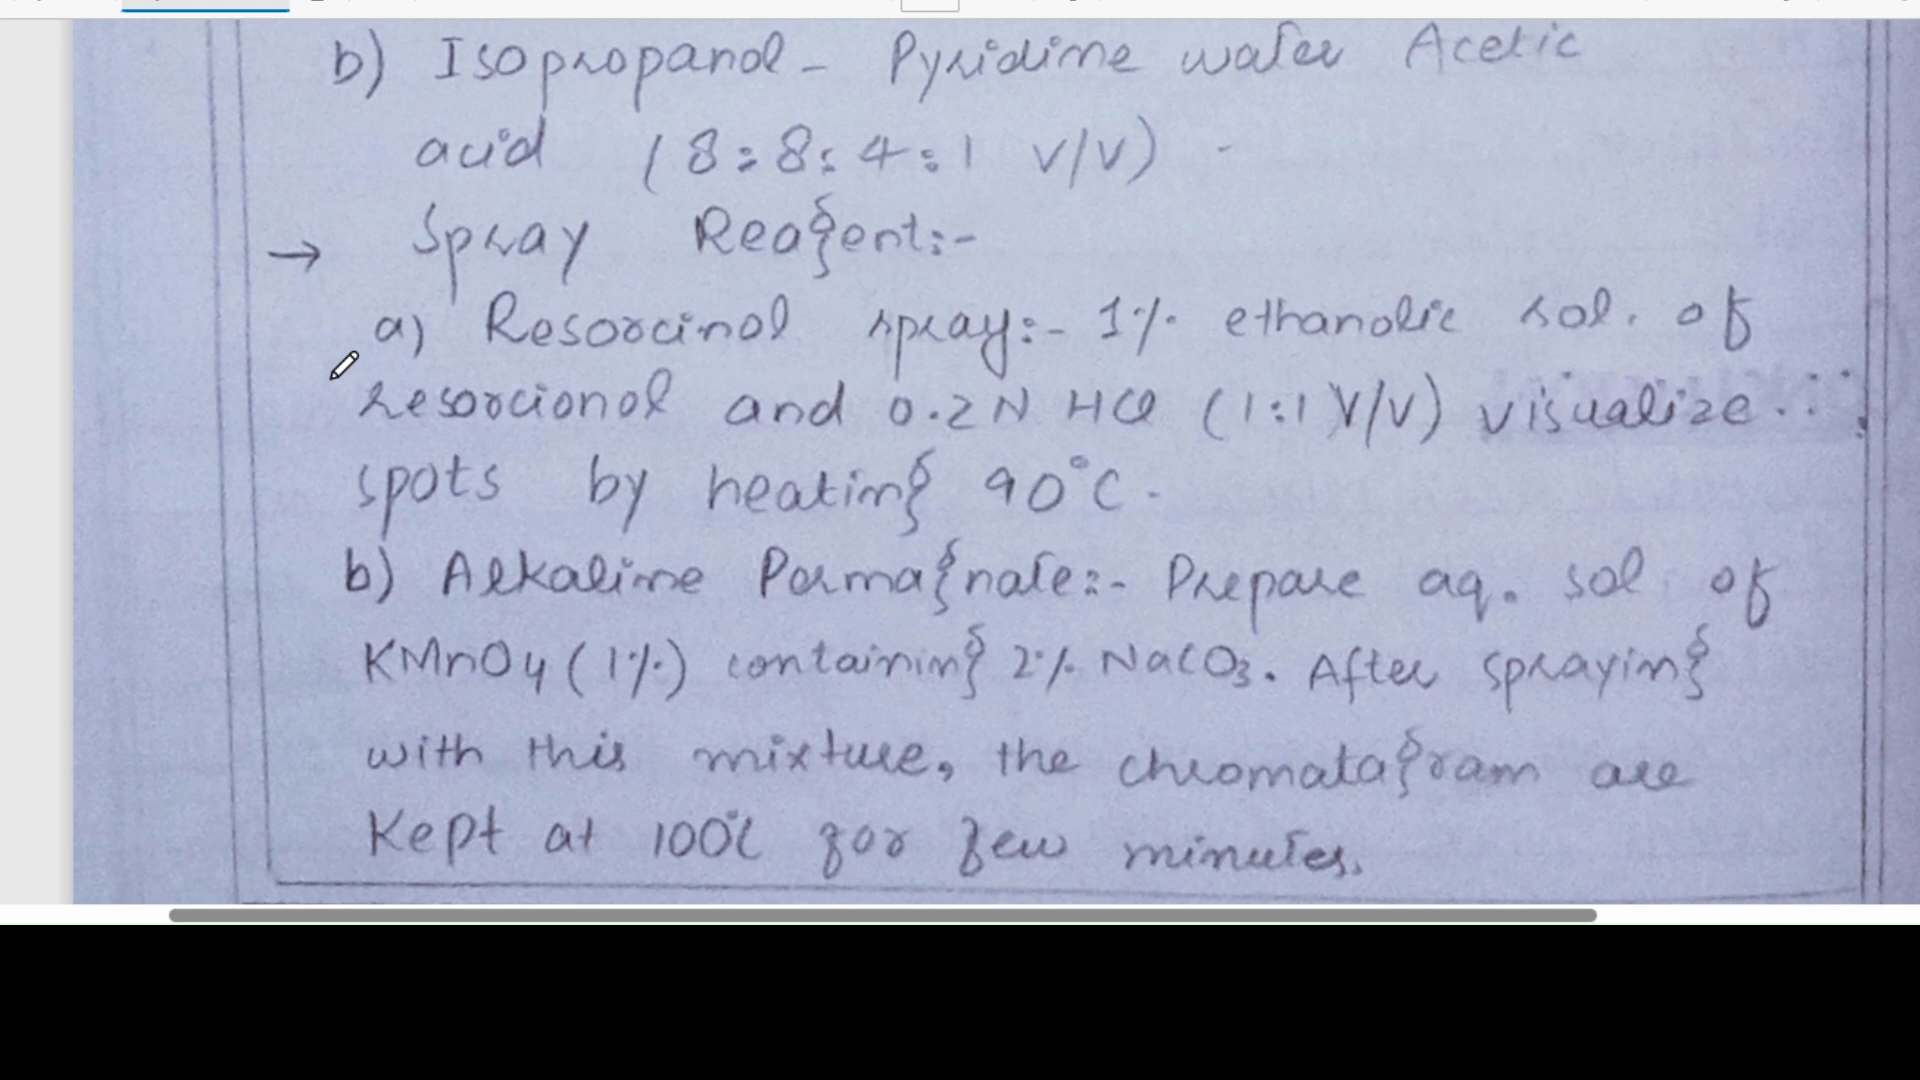 b) Isopropanol - Pyridine water Acetic
acid (8:8:4:1 v/v) -
→ Spray Reagent:-
a) Resorcinol spray:- 1% ethanolic sol. of
resorcional and 0.2N HCl (1:1 V/V) visualize
spots by heating 90°C.
b) Alkaline Permagnate:- Prepare aq. sol of
KMnO4 (1%) containing 2% NaCO3. After spraying
with this mixture, the chromatagram are
Kept at 100°C for few minutes.